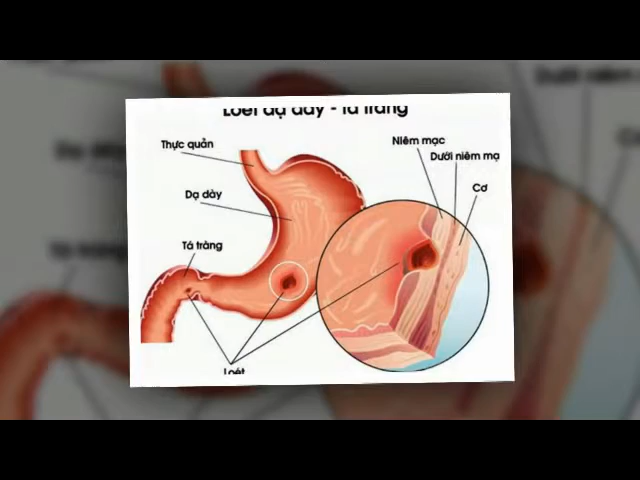 Loét dạ dày - tá tràng
Thực quản
Niêm mạc
Dưới niêm mạ
Cơ
Dạ dày
Tá tràng
Loét